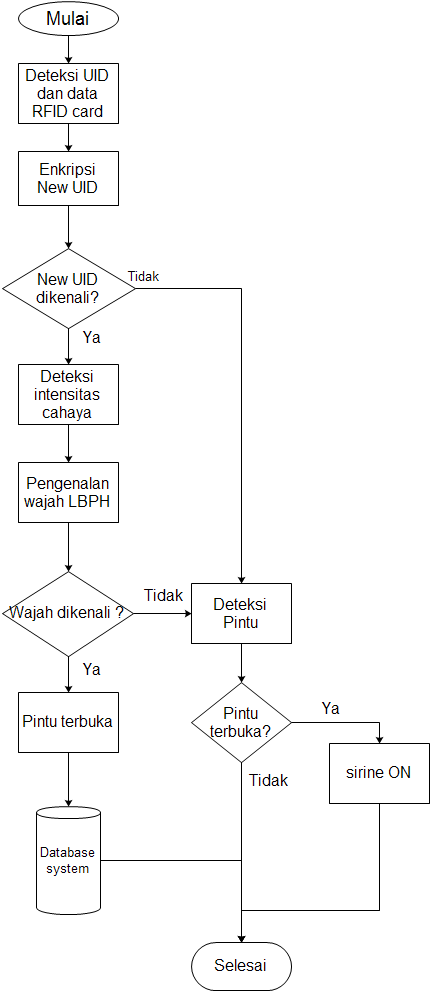 Mulai
Deteksi UID
dan data
RFID card
Enkripsi
New UID
New UID
dikenali?
Tidak
Ya
Deteksi
intensitas
cahaya
Pengenalan
wajah LBPH
Wajah dikenali ?
Tidak
Deteksi
Pintu
Ya
Pintu terbuka
Pintu
terbuka?
Ya
sirine ON
Tidak
Database
system
Selesai